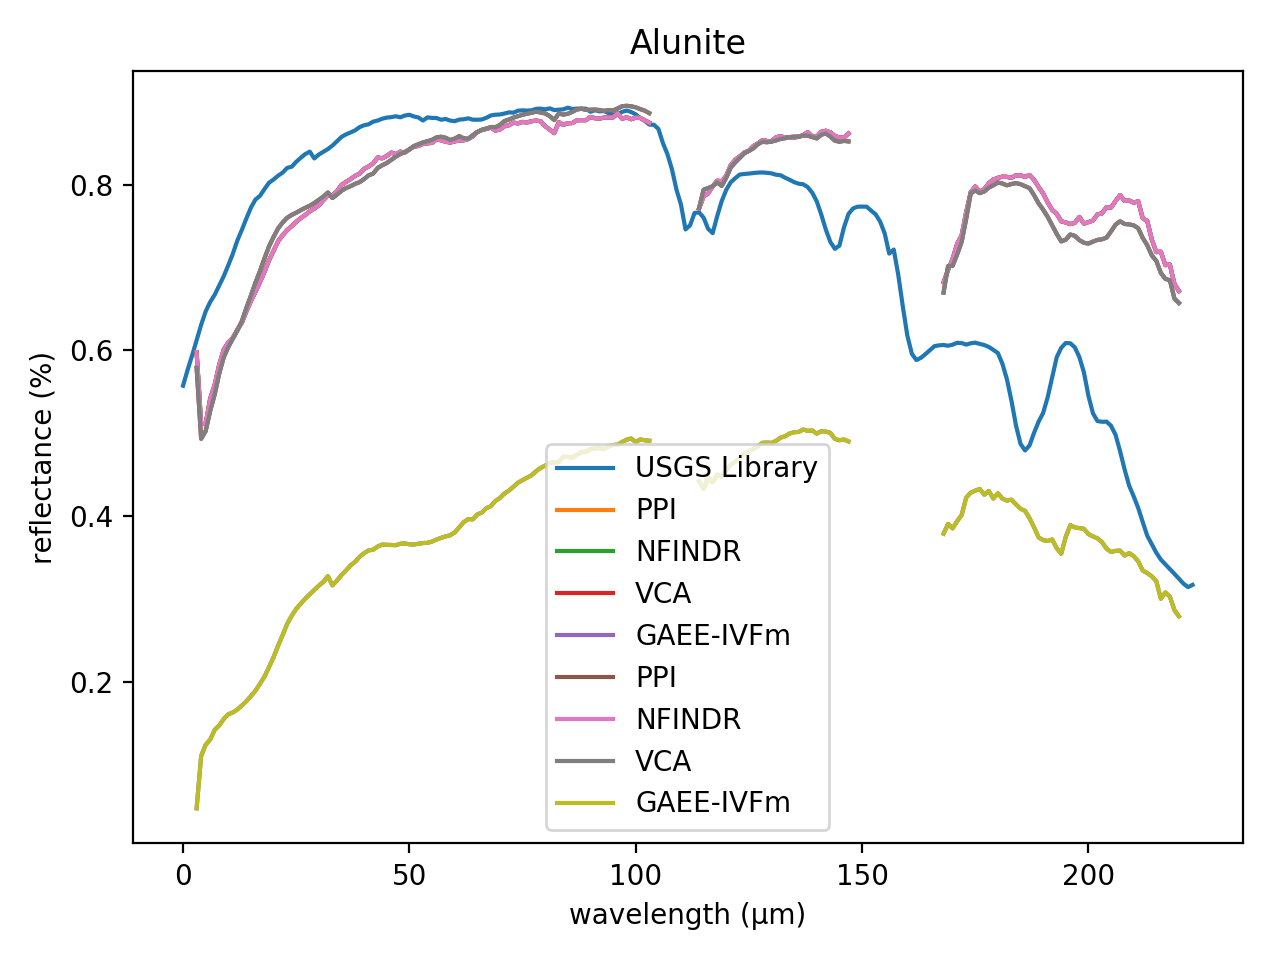 Alunite
reflectance (%)
0.8
0.6
0.4
0.2
USGS Library
PPI
NFINDR
VCA
GAEE-IVFm
PPI
NFINDR
VCA
GAEE-IVFm
0 50 100 150 200
wavelength (μm)